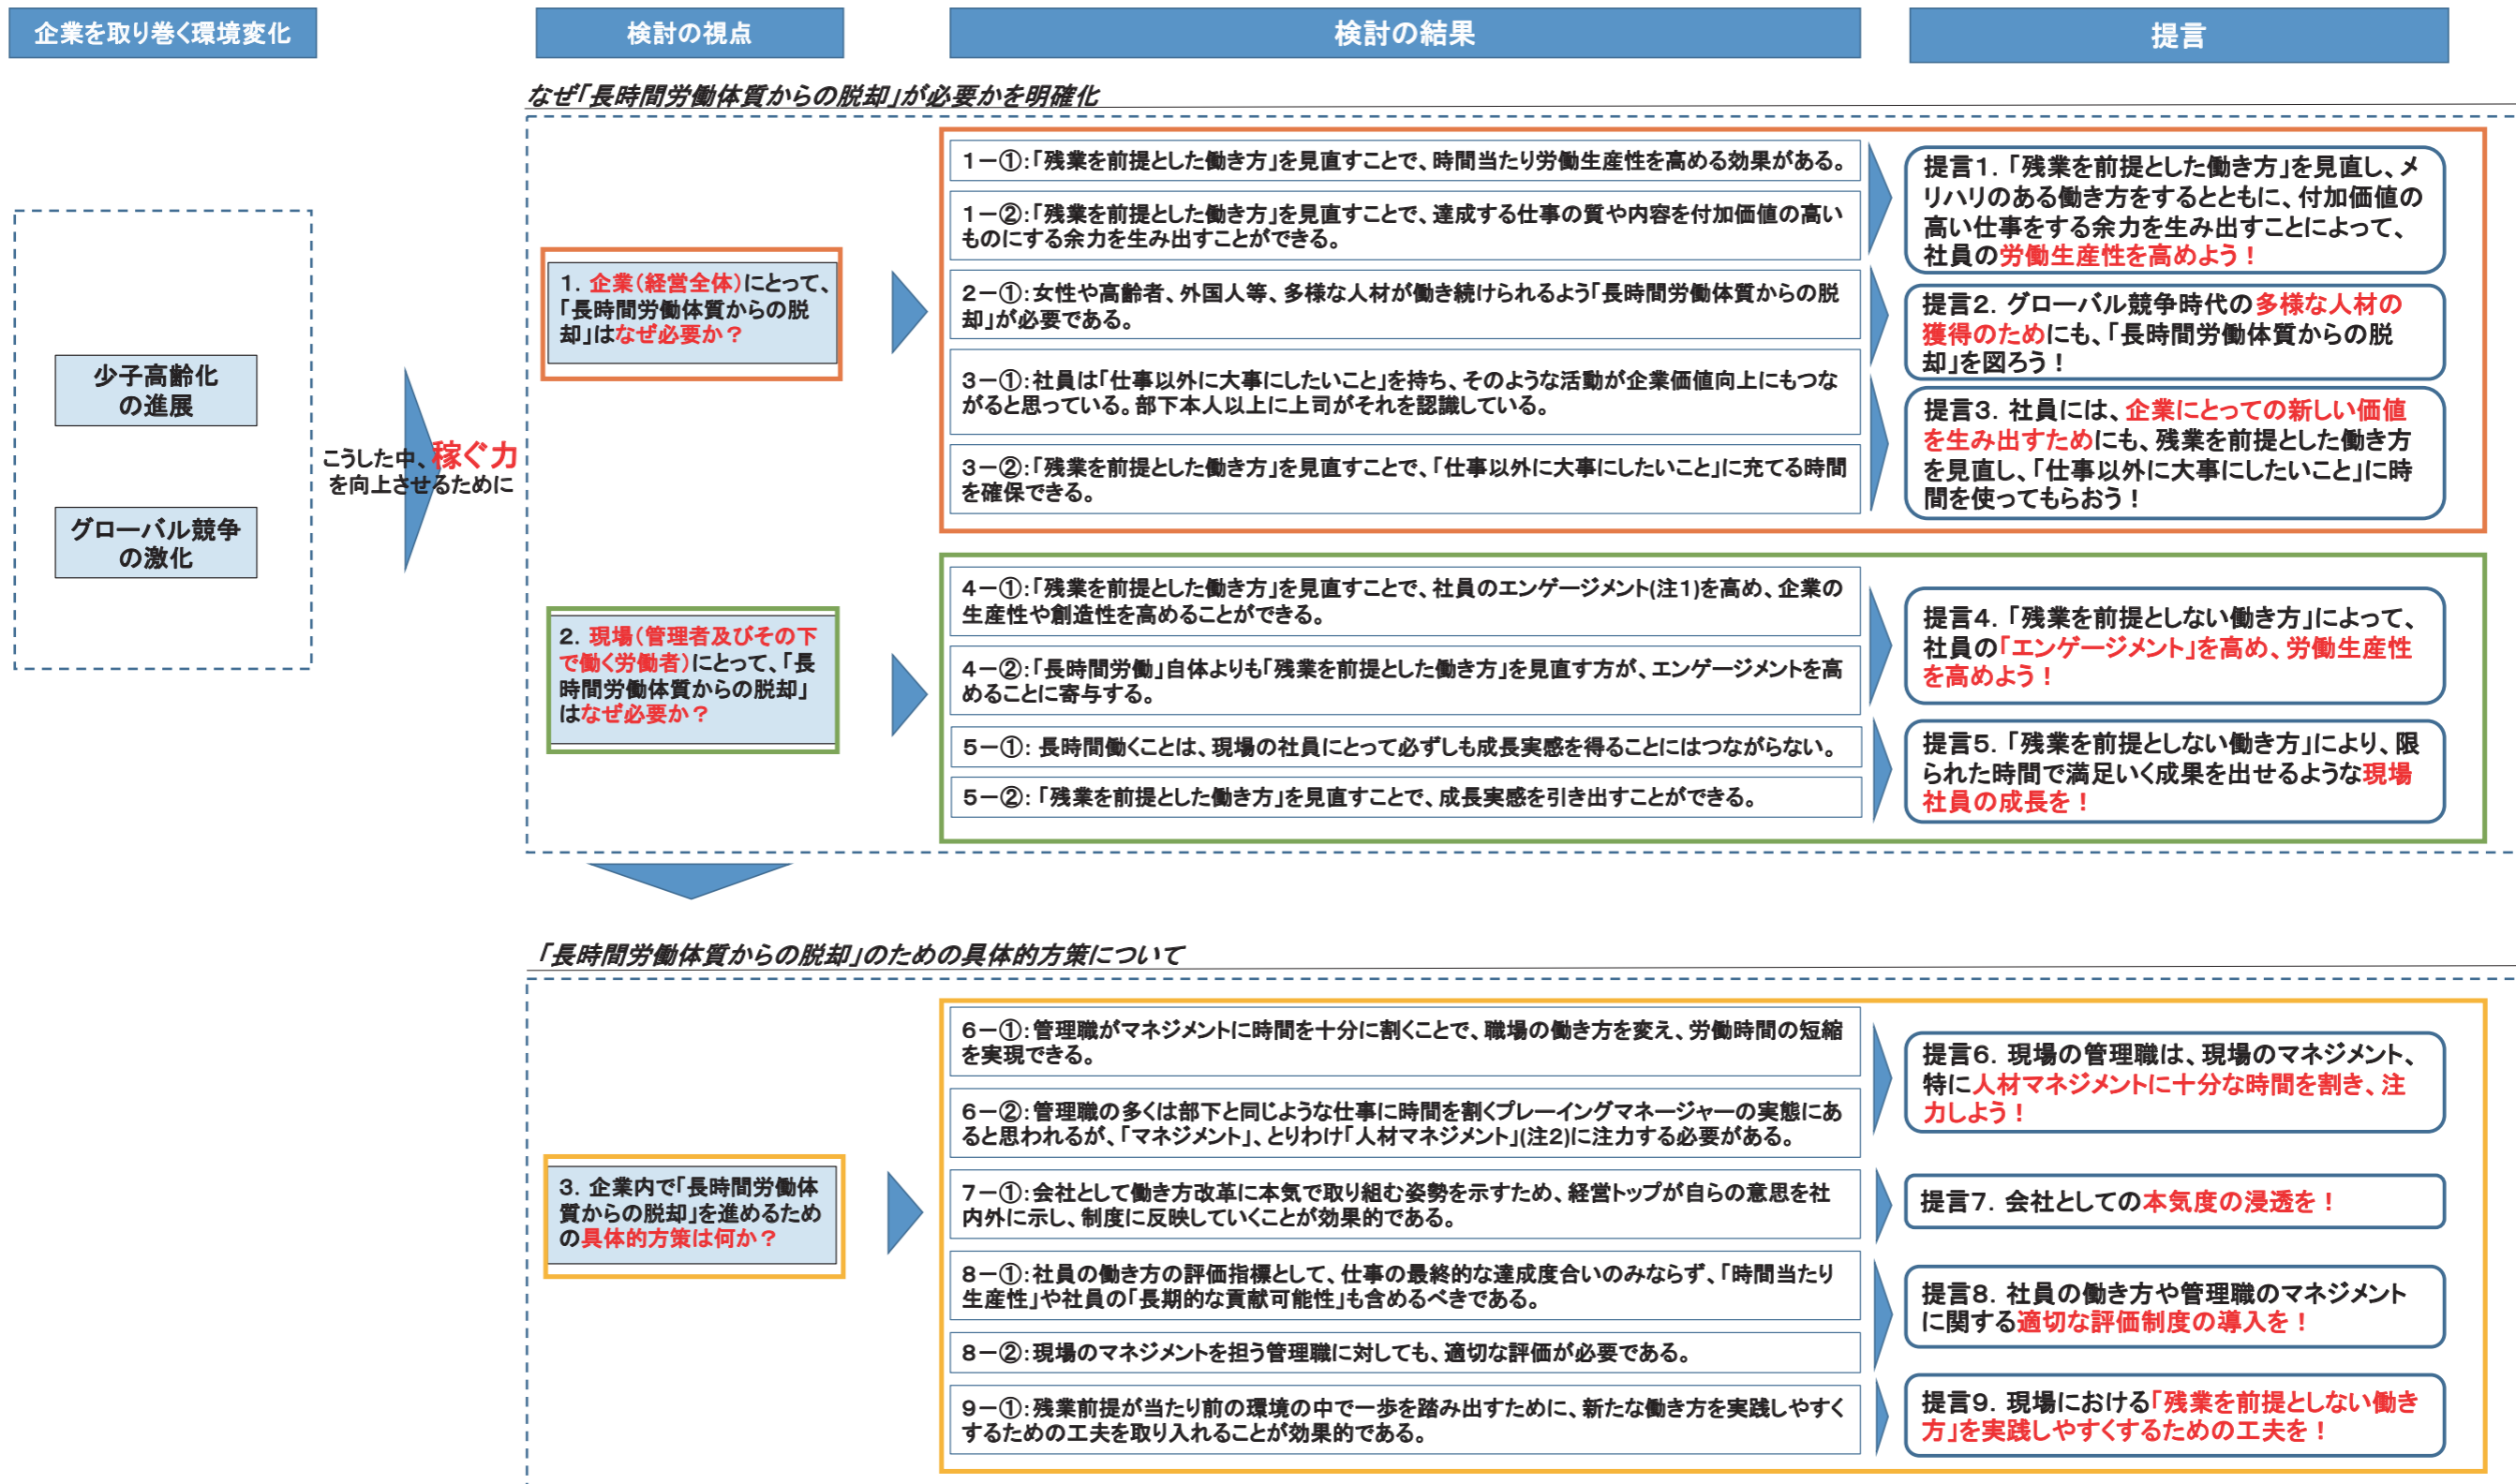 企業を取り巻く環境変化
検討の視点
検討の結果
提言
少子高齢化
の進展
グローバル競争
の激化
こうした中、稼ぐ力
を向上させるために
なぜ「長時間労働体質からの脱却」が必要かを明確化
1．企業（経営全体）にとって、
「長時間労働体質からの脱
却」はなぜ必要か？
1－①：「残業を前提とした働き方」を見直すことで、時間当たり労働生産性を高める効果がある。
1－②：「残業を前提とした働き方」を見直すことで、達成する仕事の質や内容を付加価値の高い
ものにする余力を生み出すことができる。
2－①：女性や高齢者、外国人等、多様な人材が働き続けられるよう「長時間労働体質からの脱
却」が必要である。
3－①：社員は「仕事以外に大事にしたいこと」を持ち、そのような活動が企業価値向上にもつな
がると思っている。部下本人以上に上司がそれを認識している。
3－②：「残業を前提とした働き方」を見直すことで、「仕事以外に大事にしたいこと」に充てる時間
を確保できる。
提言1．「残業を前提とした働き方」を見直し、メ
リハリのある働き方をするとともに、付加価値の
高い仕事をする余力を生み出すことによって、
社員の労働生産性を高めよう！
提言2．グローバル競争時代の多様な人材の
獲得のためにも、「長時間労働体質からの脱
却」を図ろう！
提言3．社員には、企業にとっての新しい価値
を生み出すためにも、残業を前提とした働き方
を見直し、「仕事以外に大事にしたいこと」に時
間を使ってもらおう！
2．現場（管理者及びその下
で働く労働者）にとって、「長
時間労働体質からの脱却」
はなぜ必要か？
4－①：「残業を前提とした働き方」を見直すことで、社員のエンゲージメント(注1)を高め、企業の
生産性や創造性を高めることができる。
4－②：「長時間労働」自体よりも「残業を前提とした働き方」を見直す方が、エンゲージメントを高
めることに寄与する。
5－①： 長時間働くことは、現場の社員にとって必ずしも成長実感を得ることにはつながらない。
5－②： 「残業を前提とした働き方」を見直すことで、成長実感を引き出すことができる。
提言4．「残業を前提としない働き方」によって、
社員の「エンゲージメント」を高め、労働生産性
を高めよう！
提言5．「残業を前提としない働き方」により、限
られた時間で満足いく成果を出せるような現場
社員の成長を！
「長時間労働体質からの脱却」のための具体的方策について
3．企業内で「長時間労働体
質からの脱却」を進めるため
の具体的方策は何か？
6－①：管理職がマネジメントに時間を十分に割くことで、職場の働き方を変え、労働時間の短縮
を実現できる。
6－②：管理職の多くは部下と同じような仕事に時間を割くプレーイングマネージャーの実態にあ
ると思われるが、「マネジメント」、とりわけ「人材マネジメント」(注2)に注力する必要がある。
7－①：会社として働き方改革に本気で取り組む姿勢を示すため、経営トップが自らの意思を社
内外に示し、制度に反映していくことが効果的である。
8－①：社員の働き方の評価指標として、仕事の最終的な達成度合いのみならず、「時間当たり
生産性」や社員の「長期的な貢献可能性」も含めるべきである。
8－②：現場のマネジメントを担う管理職に対しても、適切な評価が必要である。
9－①：残業前提が当たり前の環境の中で一歩を踏み出すために、新たな働き方を実践しやすく
するための工夫を取り入れることが効果的である。
提言6．現場の管理職は、現場のマネジメント、
特に人材マネジメントに十分な時間を割き、注
力しよう！
提言7．会社としての本気度の浸透を！
提言8．社員の働き方や管理職のマネジメント
に関する適切な評価制度の導入を！
提言9．現場における「残業を前提としない働き
方」を実践しやすくするための工夫を！